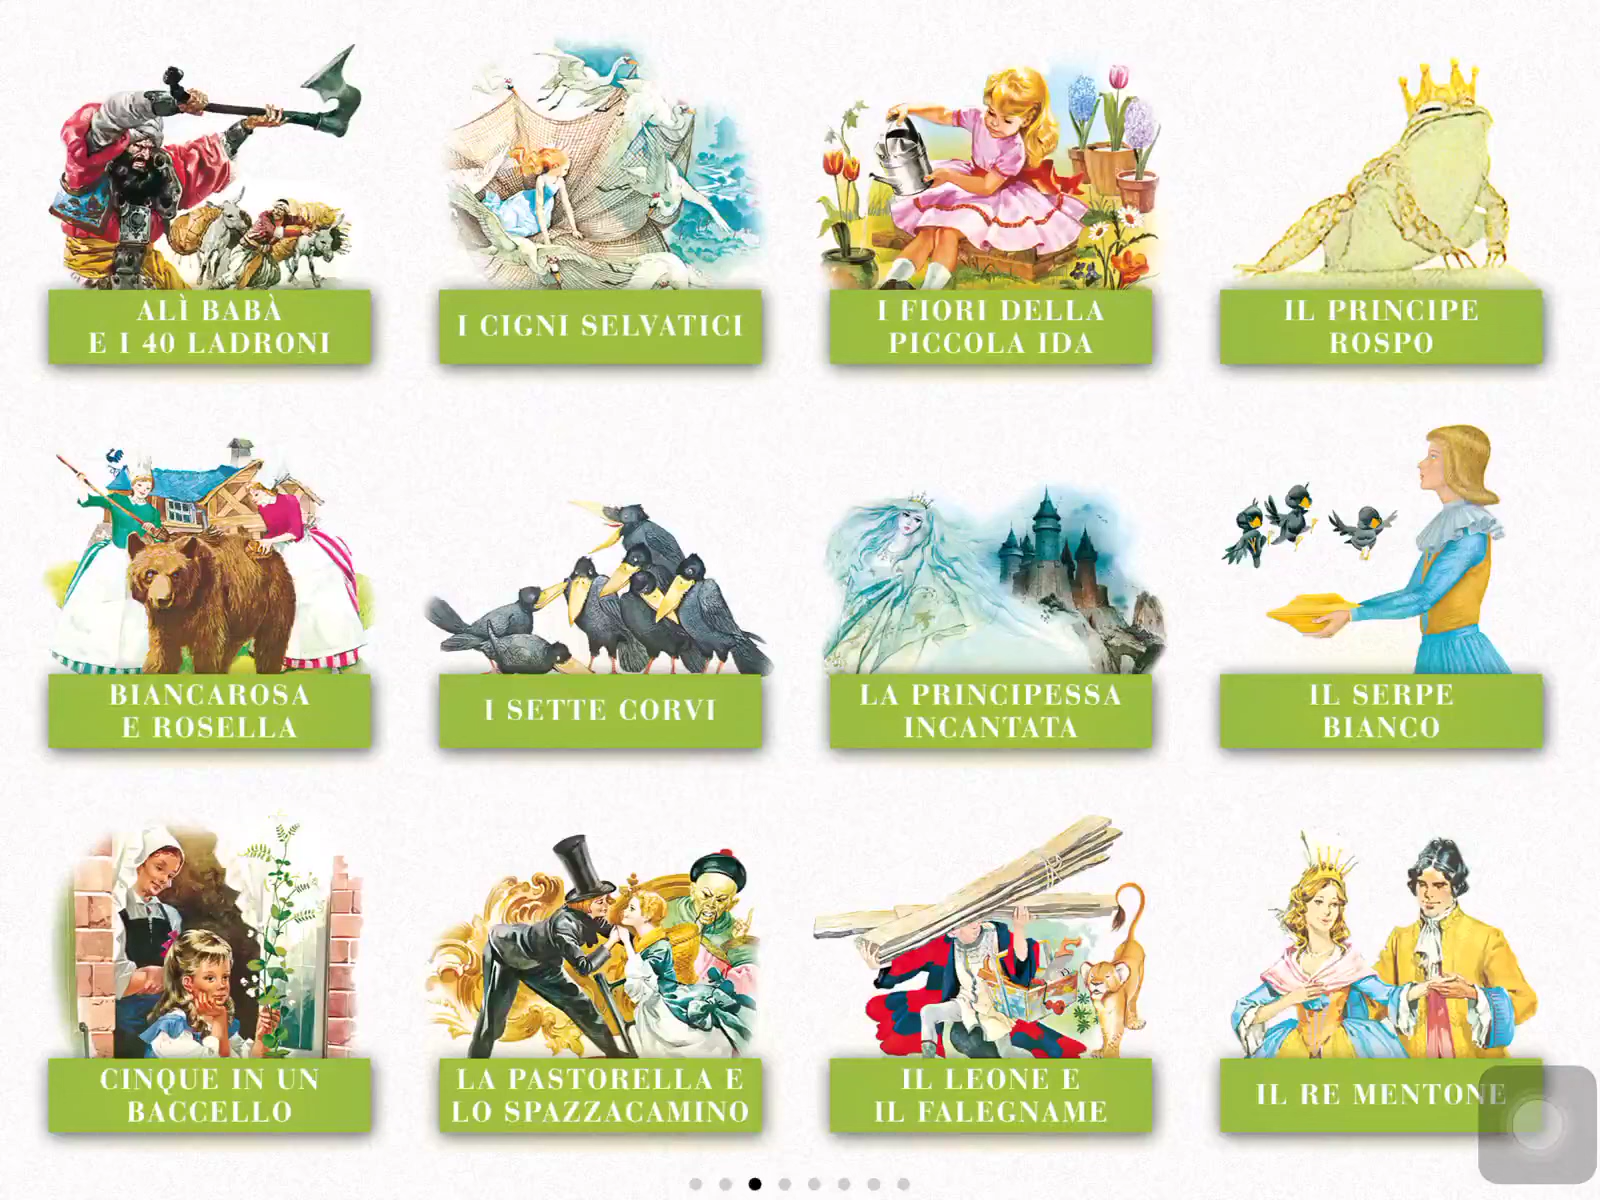 ALÌ BABÀ
E I 40 LADRONI
I CIGNI SELVATICI
I FIORI DELLA
PICCOLA IDA
IL PRINCIPE
ROSPO
BIANCAROSA
E ROSELLA
I SETTE CORVI
LA PRINCIPESSA
INCANTATA
IL SERPE
BIANCO
CINQUE IN UN
BACCELLO
LA PASTORELLA E
LO SPAZZACAMINO
IL LEONE E
IL FALEGNAME
IL RE MENTONE